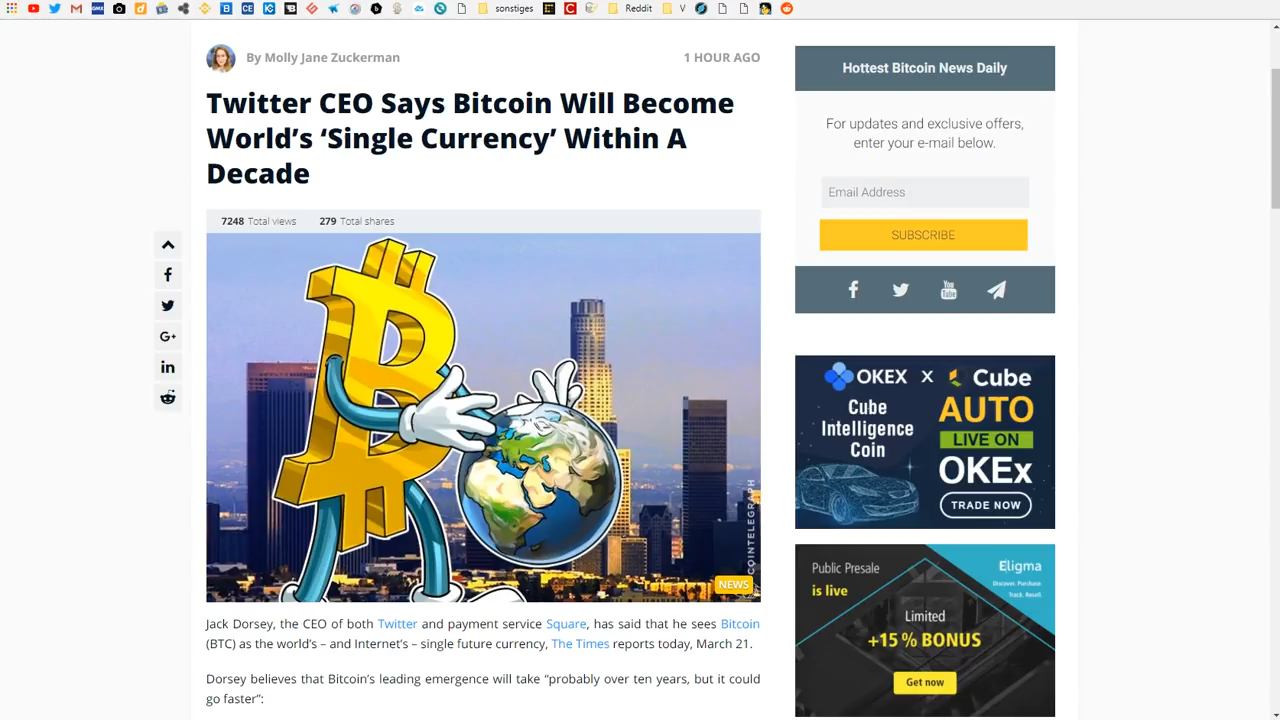 sonstiges
Reddit
V
By Molly Jane Zuckerman
1 HOUR AGO
Twitter CEO Says Bitcoin Will Become
World’s ‘Single Currency’ Within A
Decade
7248 Total views 279 Total shares
G+
in
COINTELEGRAPH
NEWS
Jack Dorsey, the CEO of both Twitter and payment service Square, has said that he sees Bitcoin
(BTC) as the world’s – and Internet’s – single future currency, The Times reports today, March 21.
Dorsey believes that Bitcoin’s leading emergence will take “probably over ten years, but it could
go faster”:
Hottest Bitcoin News Daily
For updates and exclusive offers,
enter your e-mail below.
Email Address
SUBSCRIBE
You
Tube
OKEX X Cube
Cube
Intelligence
Coin
AUTO
LIVE ON
OKEx
TRADE NOW
Public Presale
is live
Eligma
Discover. Purchase.
Track. Resell.
Limited
+15 % BONUS
Get now